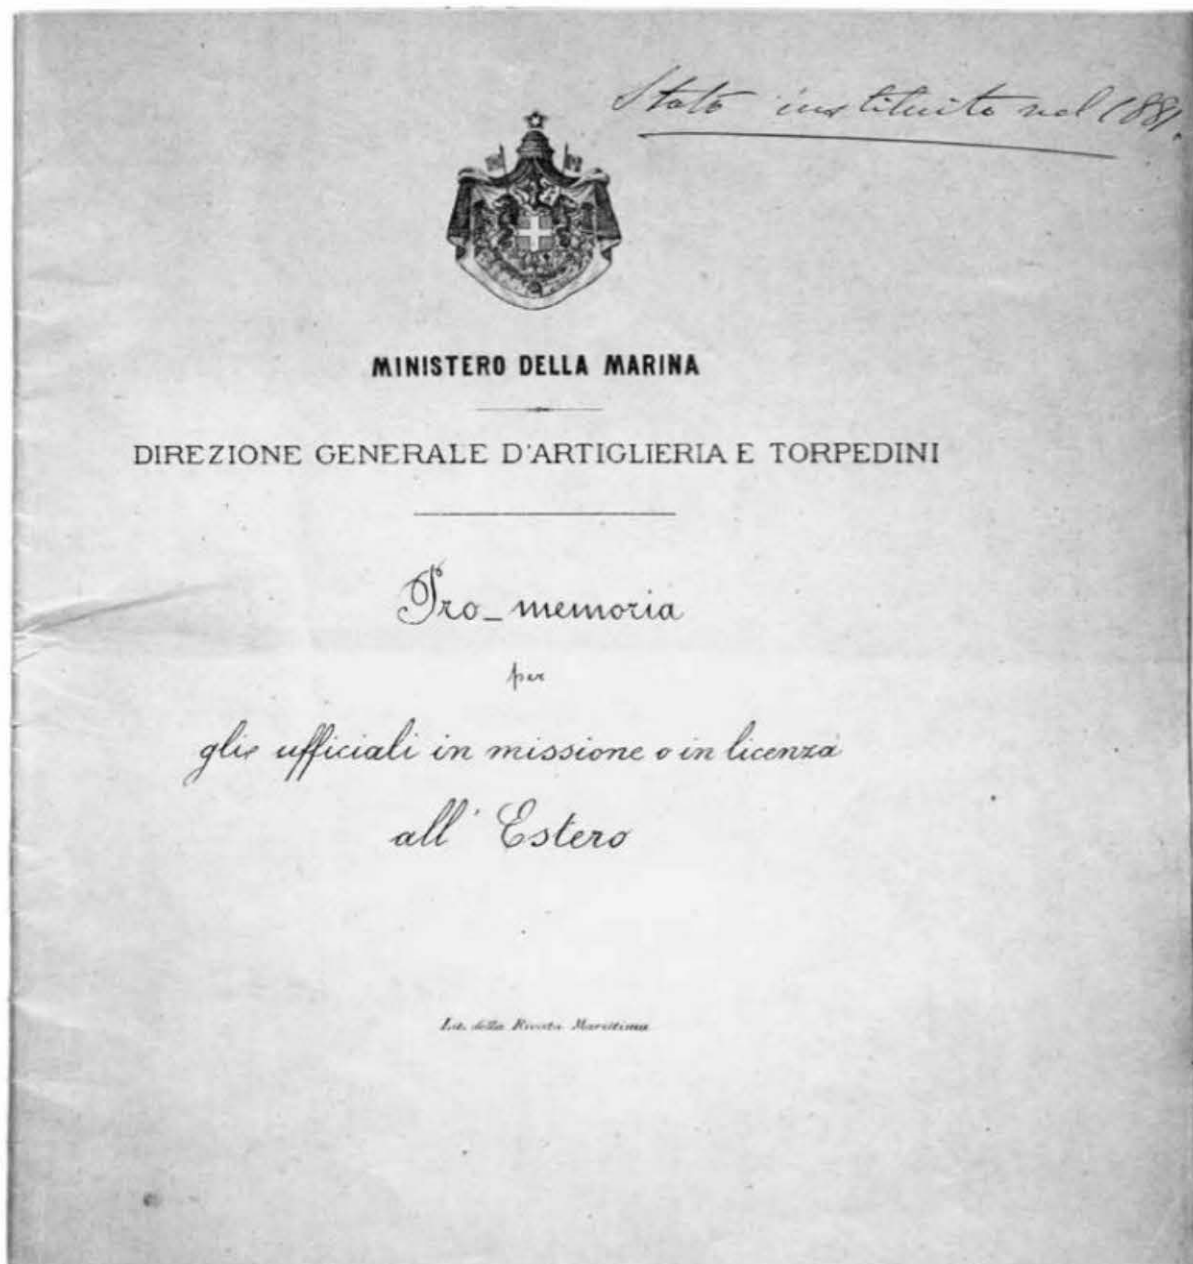 Stato instituito nel 1881.
MINISTERO DELLA MARINA
DIREZIONE GENERALE D'ARTIGLIERIA E TORPEDINI
Pro_memoria
per
gli ufficiali in missione o in licenza
all' Estero
Lit. della Rivista Marittima